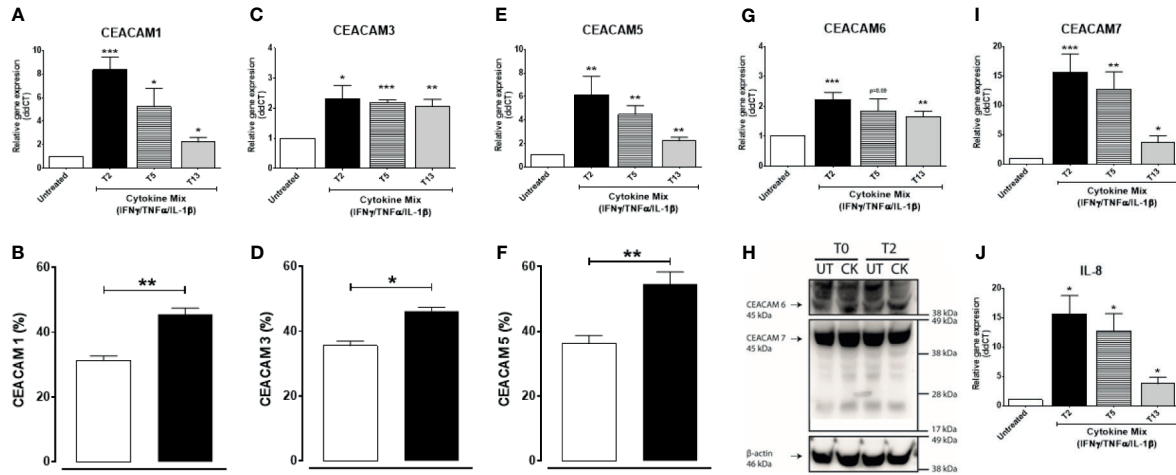 A
CEACAM1
Relative gene expresion
(ddCT)
10
8
6
4
2
0
***
*
*
Untreated
T2
T5
T13
Cytokine Mix
(IFNγ/TNFα/IL-1β)
C
CEACAM3
Relative gene expresion
(ddCT)
4
3
2
1
0
*
***
**
Untreated
T2
T5
T13
Cytokine Mix
(IFNγ/TNFα/IL-1β)
E
CEACAM5
Relative gene expresion
(ddCT)
10
8
6
4
2
0
**
**
**
Untreated
T2
T5
T13
Cytokine Mix
(IFNγ/TNFα/IL-1β)
G
CEACAM6
Relative gene expresion
(ddCT)
4
3
2
1
0
***
p=0.09
**
Untreated
T2
T5
T13
Cytokine Mix
(IFNγ/TNFα/IL-1β)
I
CEACAM7
Relative gene expresion
(ddCT)
20
15
10
5
0
***
**
*
Untreated
T2
T5
T13
Cytokine Mix
(IFNγ/TNFα/IL-1β)
B
CEACAM 1 (%)
60
40
20
0
**
D
CEACAM 3 (%)
60
40
20
0
*
F
CEACAM 5 (%)
60
40
20
0
**
H
T0 T2
UT CK UT CK
CEACAM 6
45 kDa
38 kDa
49 kDa
CEACAM 7
45 kDa
38 kDa
28 kDa
17 kDa
49 kDa
β-actin
46 kDa
38 kDa
J
IL-8
Relative gene expresion
(ddCT)
20
15
10
5
0
*
*
*
Untreated
T2
T5
T13
Cytokine Mix
(IFNγ/TNFα/IL-1β)